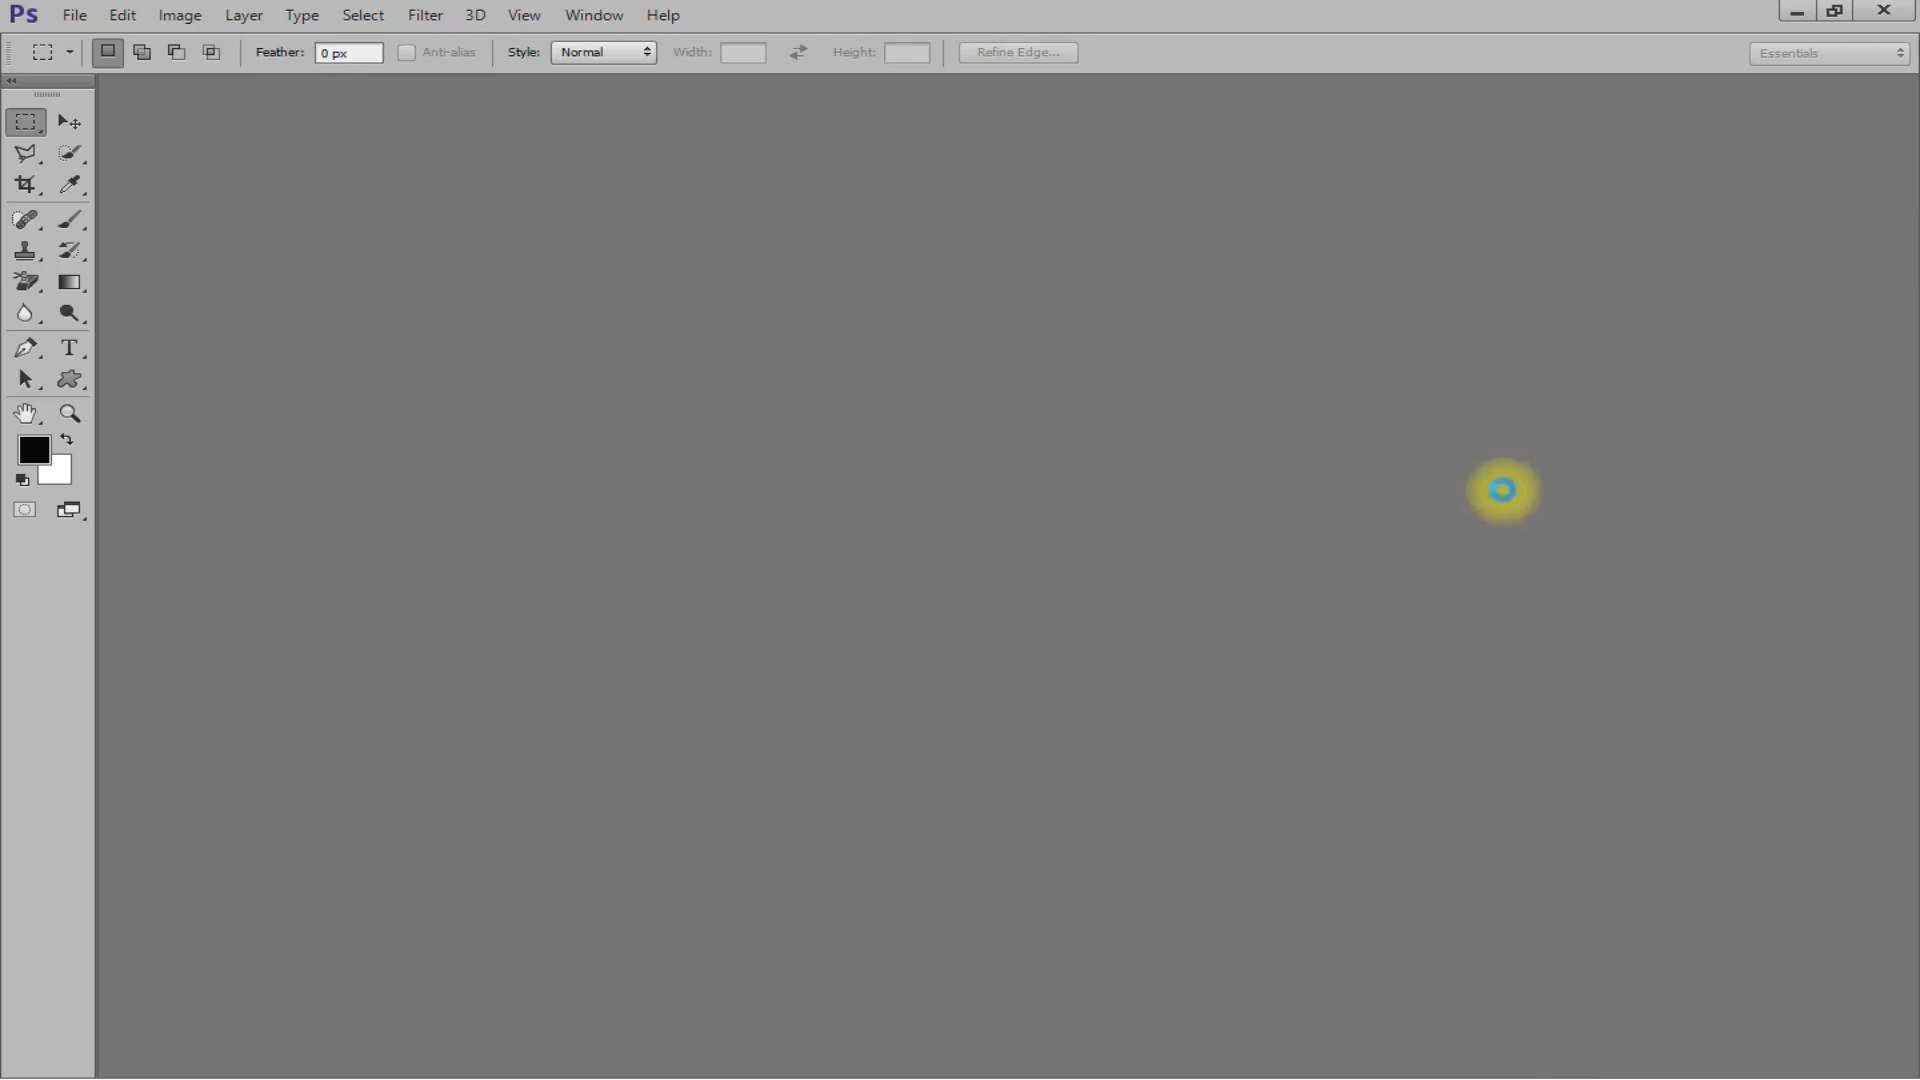 Ps File Edit Image Layer Type Select Filter 3D View Window Help
Feather: 0 px Anti-alias Style: Normal Width: Height: Refine Edge... Essentials
T